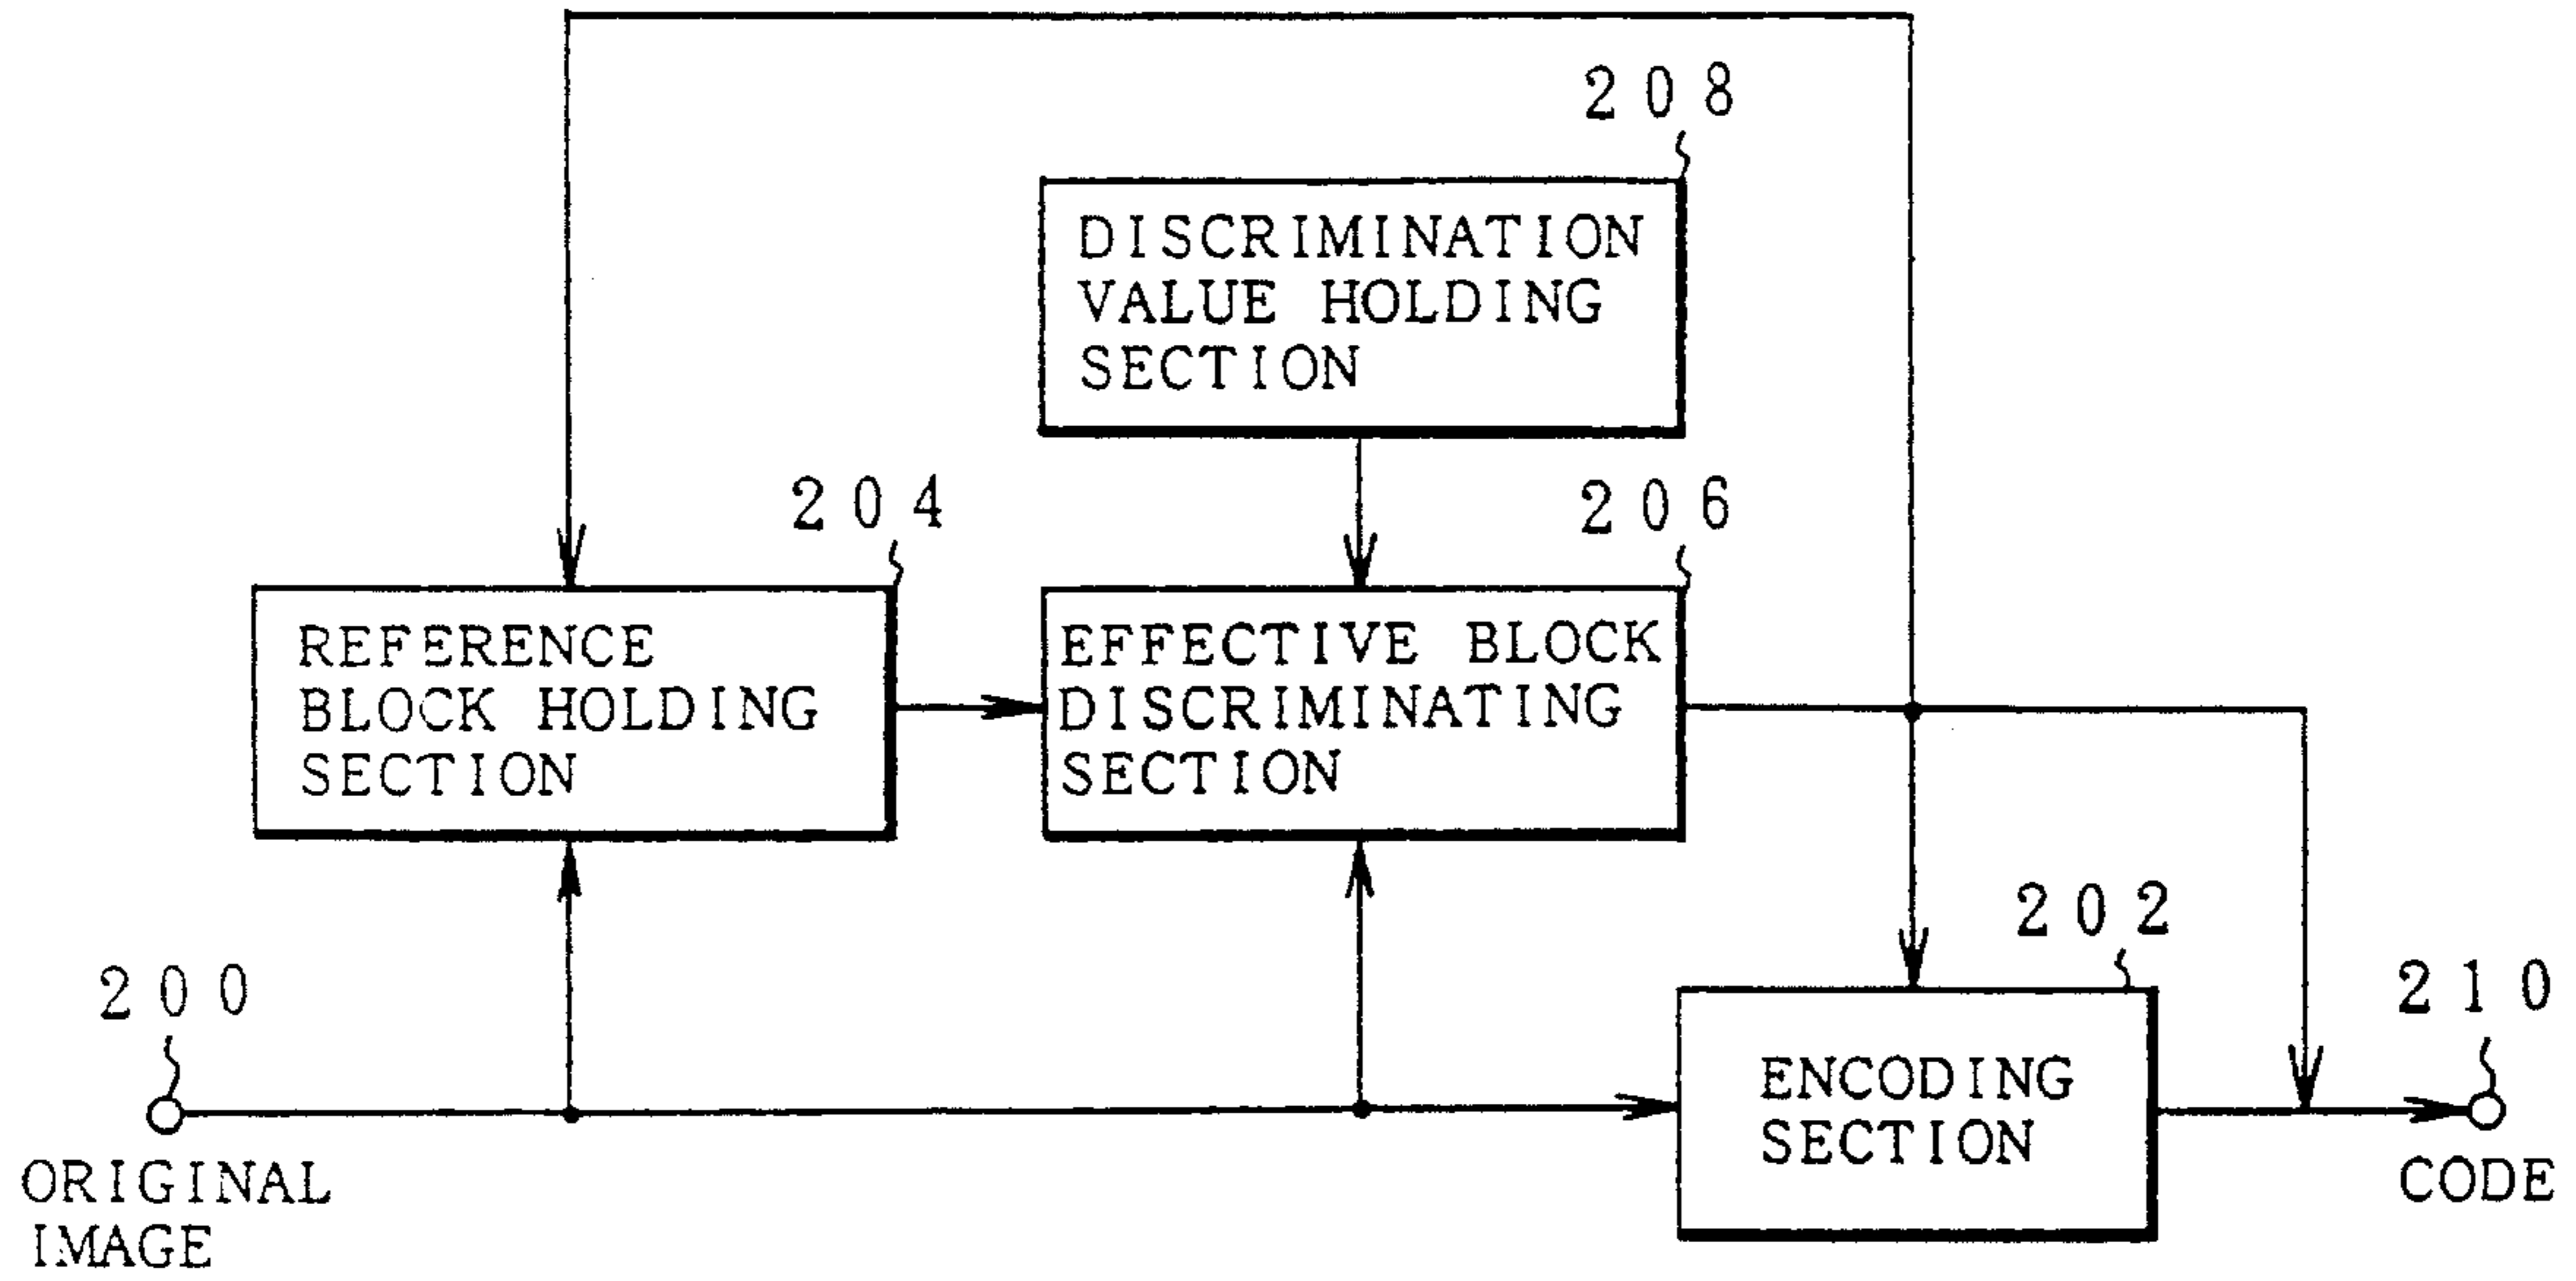 208
DISCRIMINATION
VALUE HOLDING
SECTION
204
206
REFERENCE
BLOCK HOLDING
SECTION
EFFECTIVE BLOCK
DISCRIMINATING
SECTION
202
200
210
ENCODING
SECTION
ORIGINAL
IMAGE
CODE